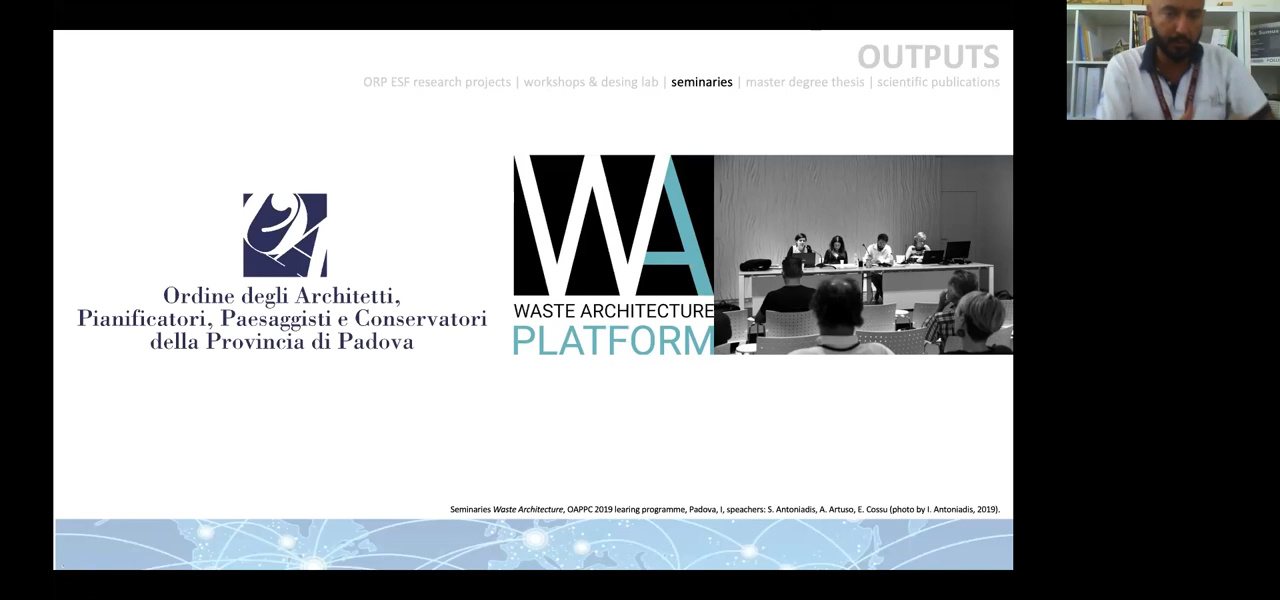 OUTPUTS
ORP ESF research projects | workshops & desing lab | seminaries | master degree thesis | scientific publications
Ordine degli Architetti,
Pianificatori, Paesaggisti e Conservatori
della Provincia di Padova
WA
WASTE ARCHITECTURE
PLATFORM
Seminaries Waste Architecture, OAPPC 2019 learing programme, Padova, I, speachers: S. Antoniadis, A. Artuso, E. Cossu (photo by I. Antoniadis, 2019).